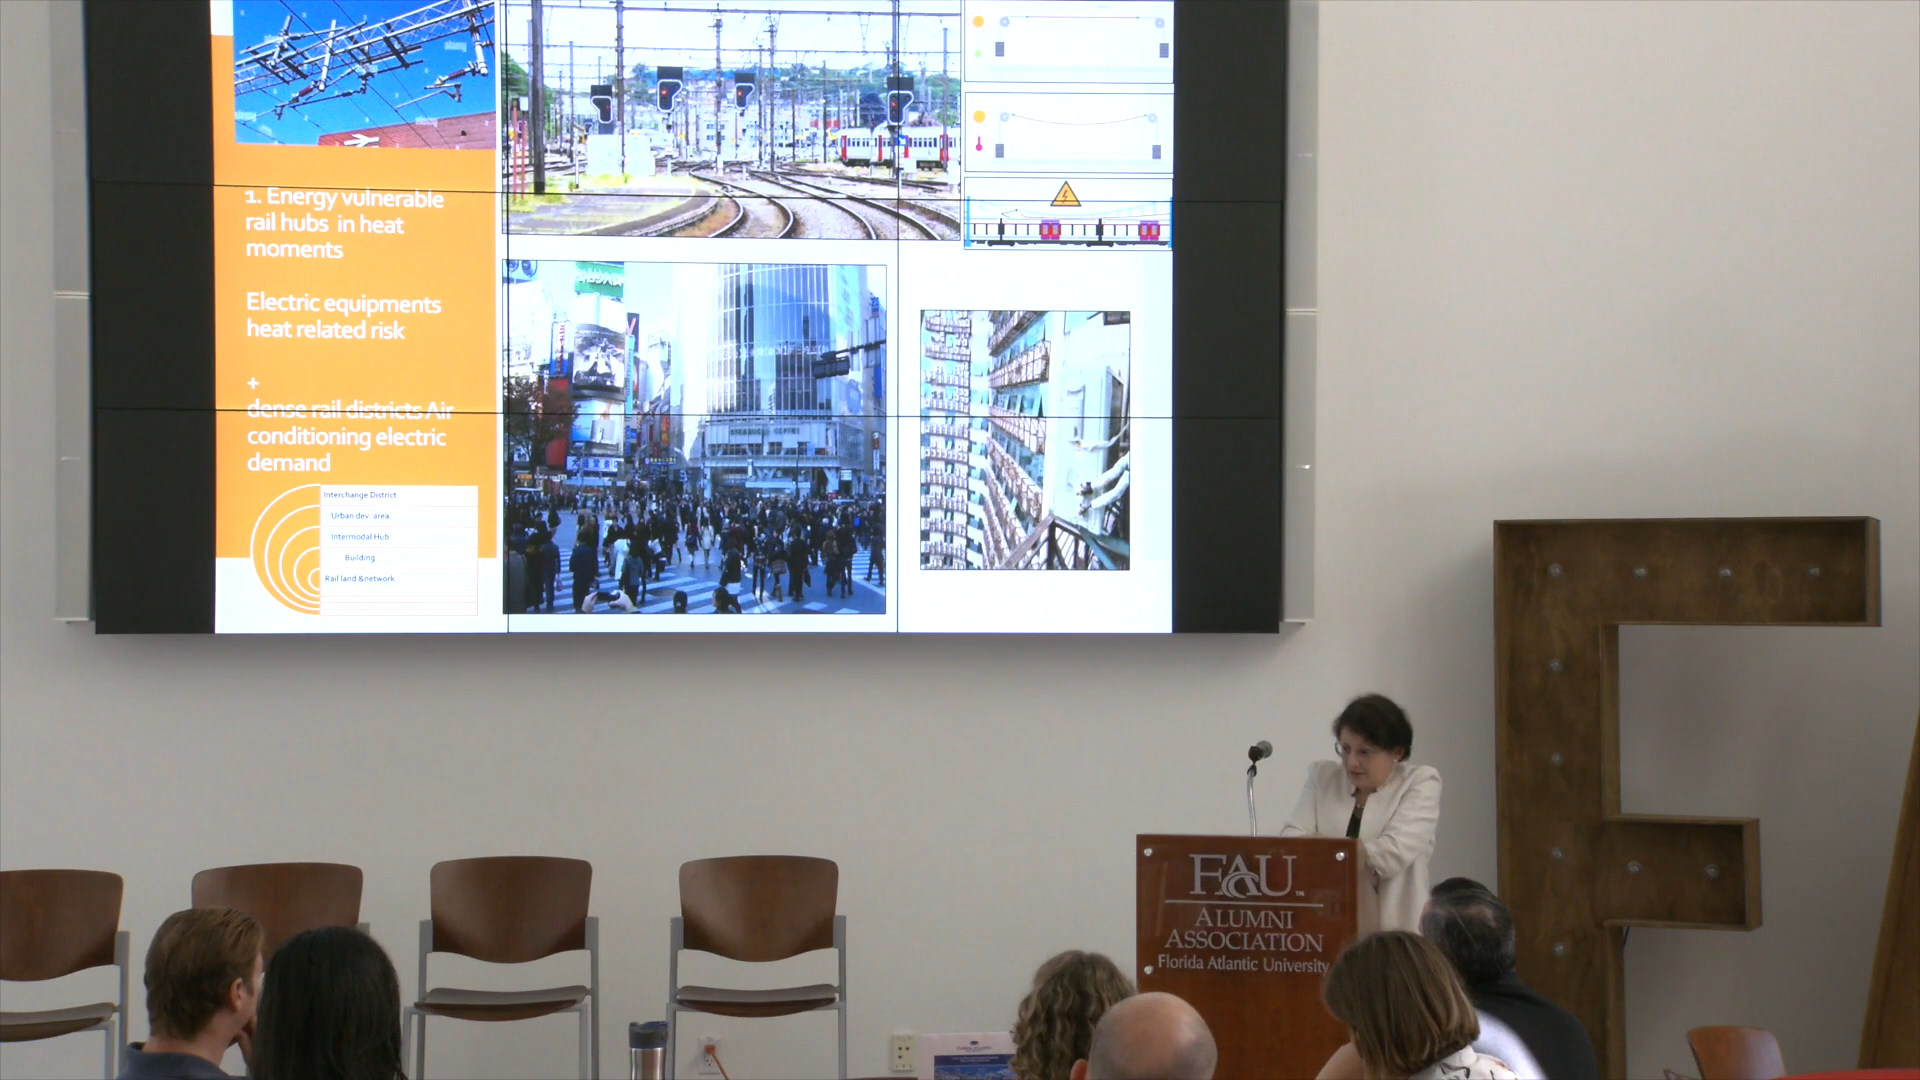 1. Energy vulnerable
rail hubs in heat
moments
Electric equipments
heat related risk
+
dense rail districts Air
conditioning electric
demand
Interchange District
Urban dev. area
Intermodal Hub
Building
Rail land &network
FAU
ALUMNI
ASSOCIATION
Florida Atlantic University